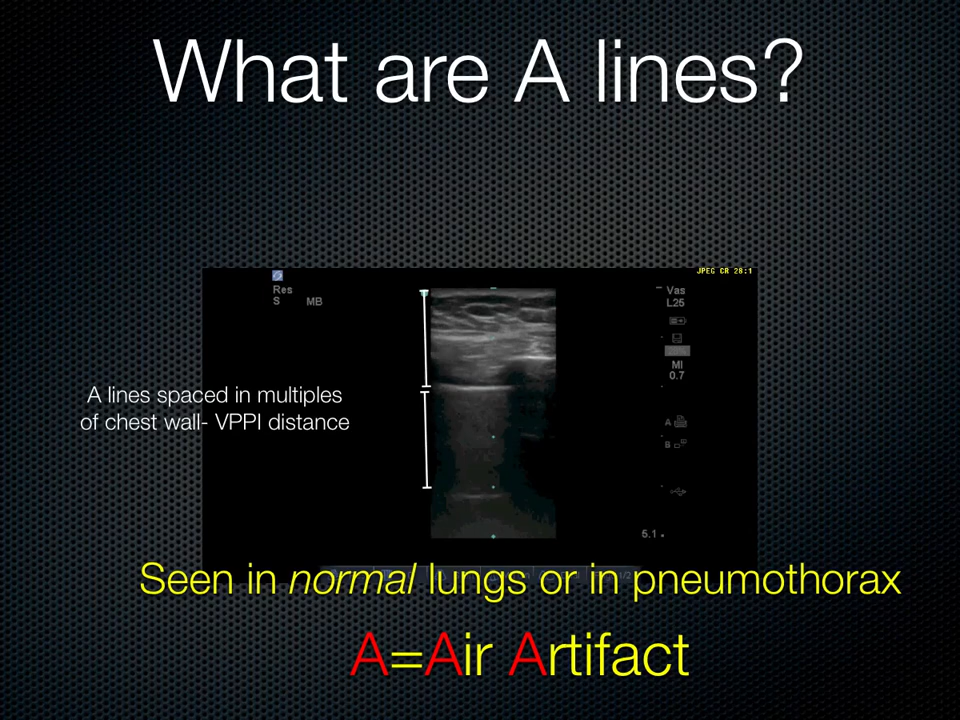 What are A lines?
JPEG CR 28:1
Res
S MB
Vas
L25
MI
0.7
A lines spaced in multiples
of chest wall- VPPI distance
A
B
5.1
Seen in normal lungs or in pneumothorax
A=Air Artifact